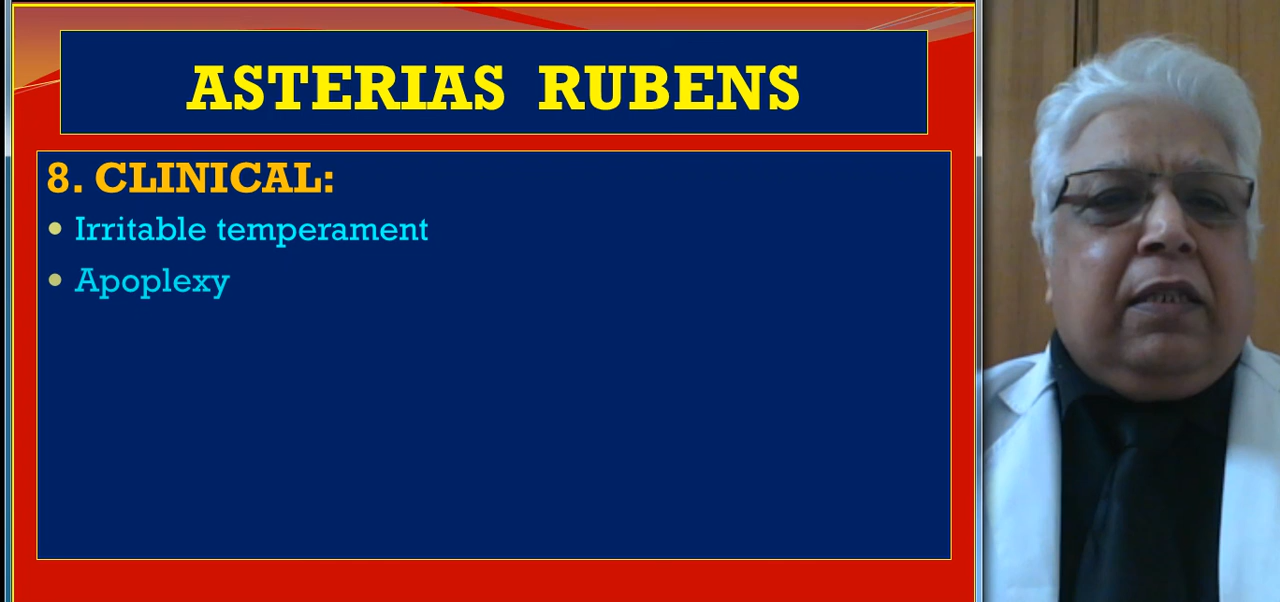 ASTERIAS RUBENS
8. CLINICAL:
• Irritable temperament
• Apoplexy